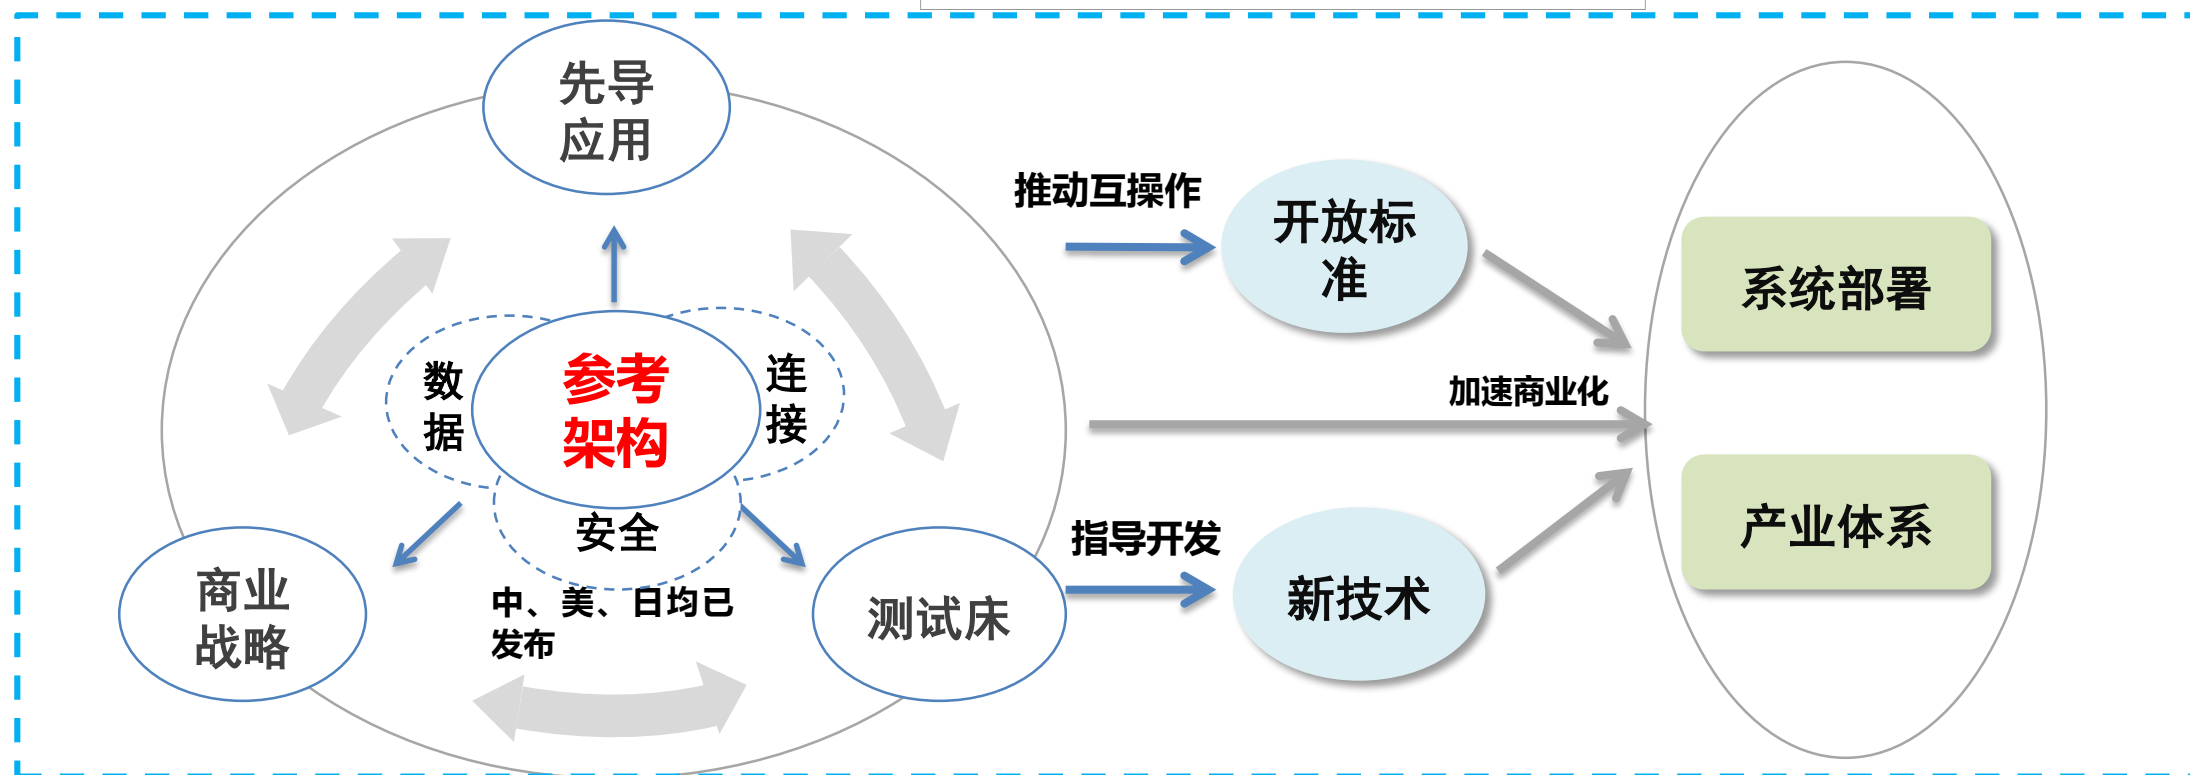 先导
应用
数
据
参考
架构
连
接
安全
中、美、日均已
发布
商业
战略
测试床
推动互操作
开放标
准
加速商业化
指导开发
新技术
系统部署
产业体系